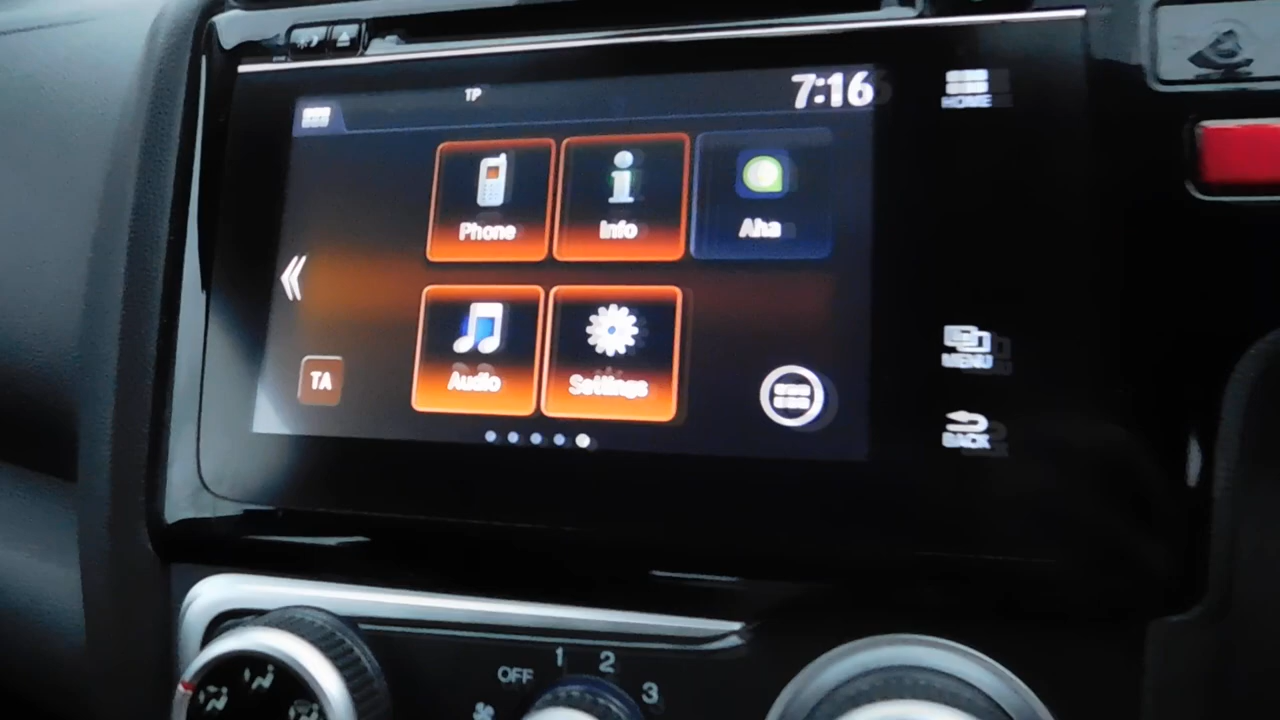 TP
7:16
HOME
Phone
Info
Aha
Audio
Settings
TA
MENU
BACK
OFF
1
2
3